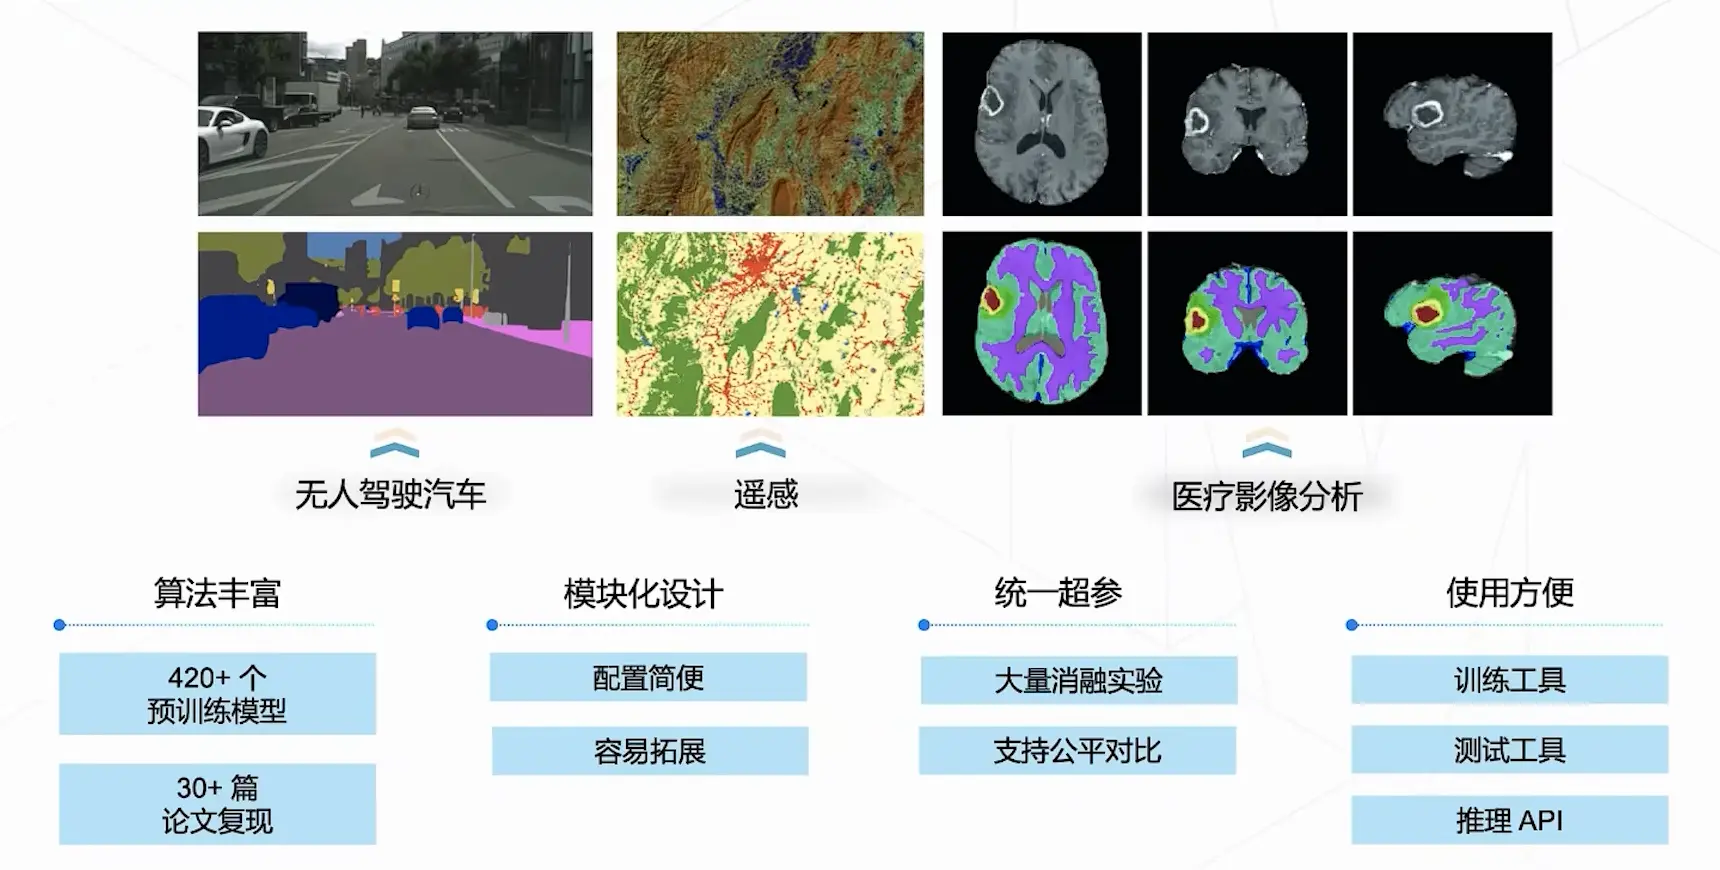 无人驾驶汽车
遥感
医疗影像分析
算法丰富
420+ 个
预训练模型
30+ 篇
论文复现
模块化设计
配置简便
容易拓展
统一超参
大量消融实验
支持公平对比
使用方便
训练工具
测试工具
推理 API